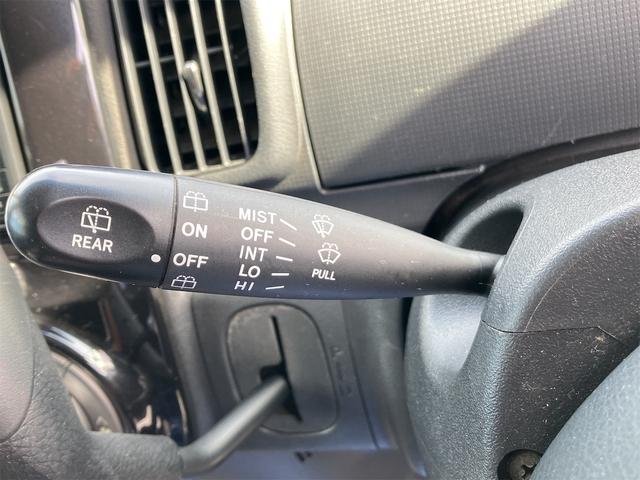 REAR
ON
OFF
MIST
OFF
INT
LO
HI
PULL